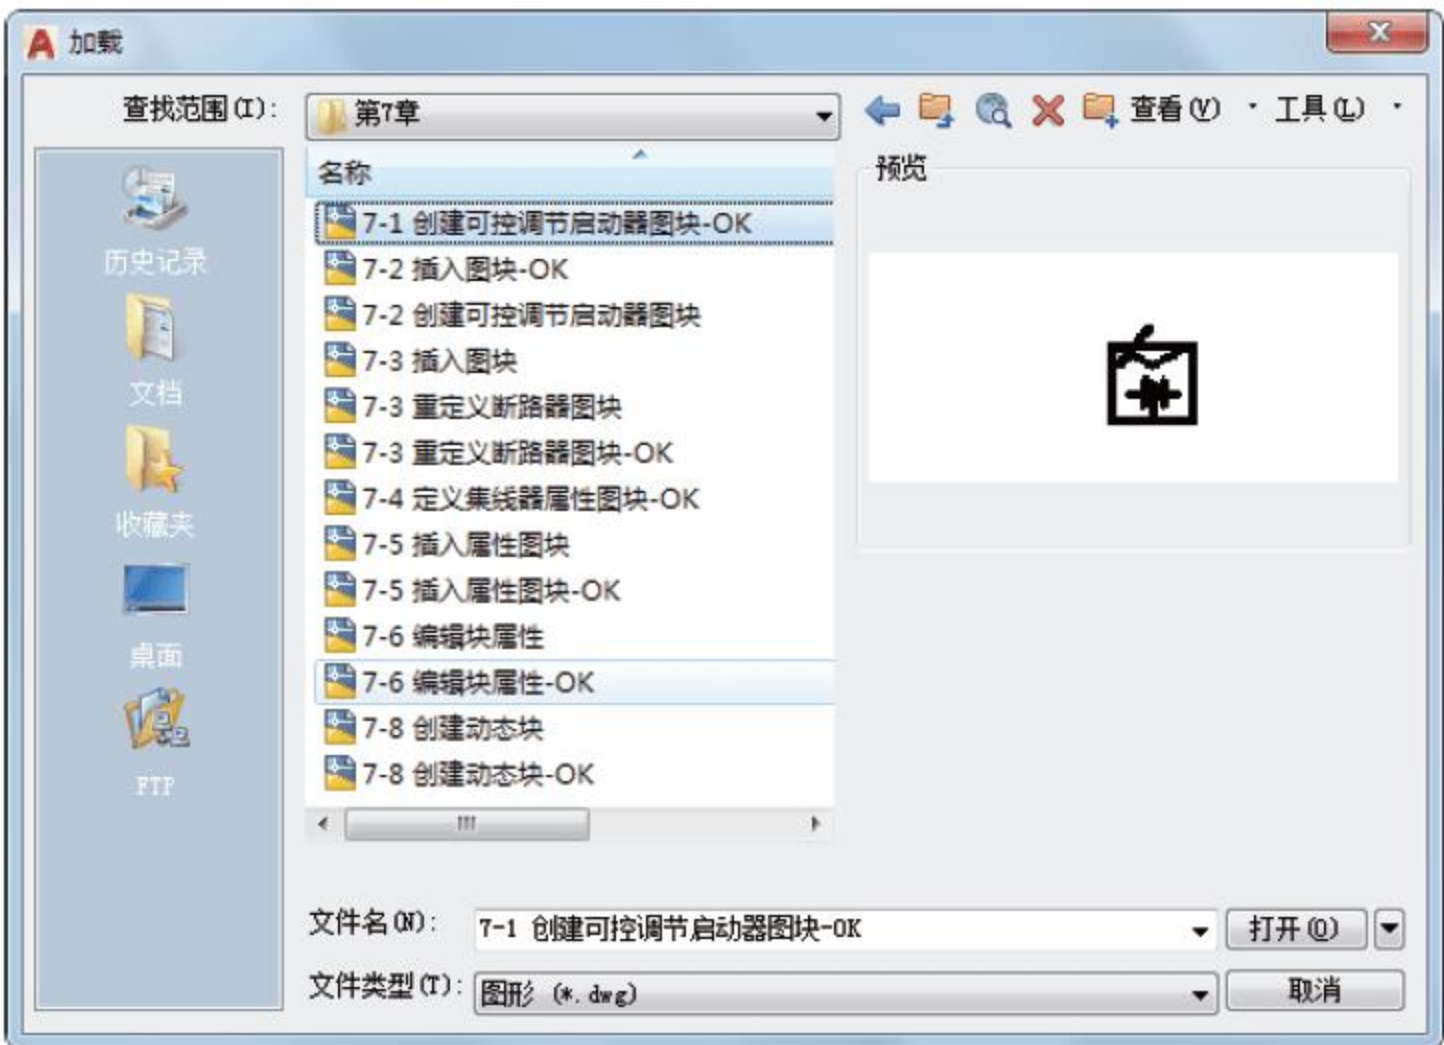 加载
查找范围(I): 第7章 查看(V) 工具(L)
名称
预览
7-1 创建可控调节启动器图块-OK
7-2 插入图块-OK
7-2 创建可控调节启动器图块
7-3 插入图块
7-3 重定义断路器图块
7-3 重定义断路器图块-OK
7-4 定义集线器属性图块-OK
7-5 插入属性图块
7-5 插入属性图块-OK
7-6 编辑块属性
7-6 编辑块属性-OK
7-8 创建动态块
7-8 创建动态块-OK
历史记录
文档
收藏夹
桌面
FTP
文件名(N): 7-1 创建可控调节启动器图块-OK 打开(O)
文件类型(T): 图形 (*.dwg) 取消